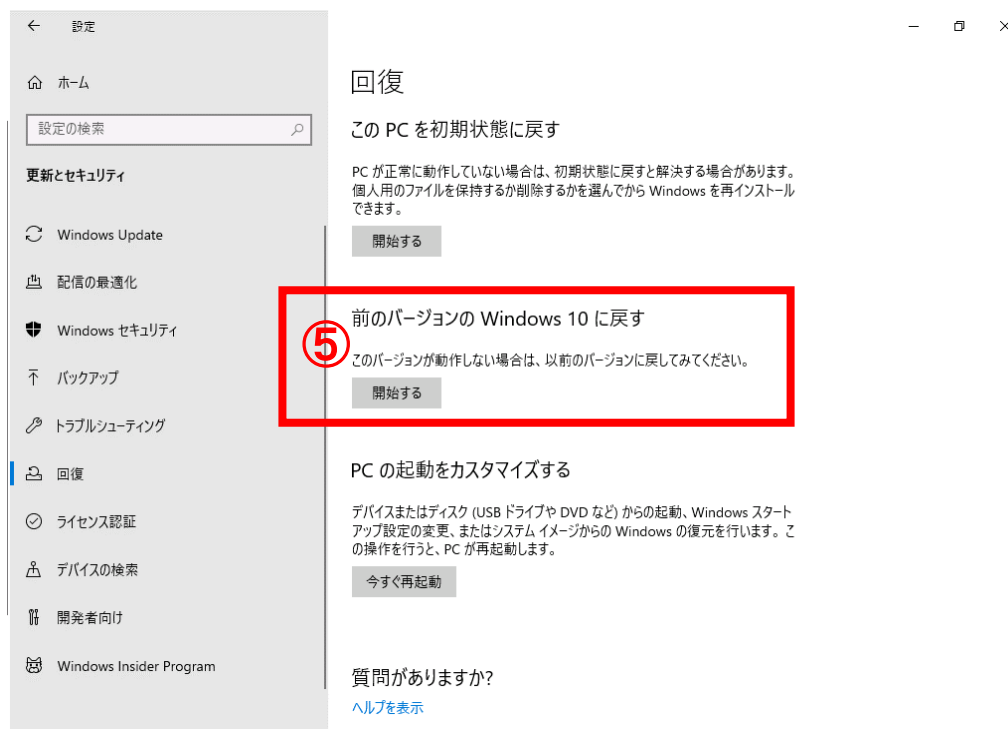 設定
ホーム
設定の検索
更新とセキュリティ
Windows Update
配信の最適化
Windows セキュリティ
バックアップ
トラブルシューティング
回復
ライセンス認証
デバイスの検索
開発者向け
Windows Insider Program
回復
この PC を初期状態に戻す
PC が正常に動作していない場合は、初期状態に戻すと解決する場合があります。
個人用のファイルを保持するか削除するかを選んでから Windows を再インストール
できます。
開始する
⑤
前のバージョンの Windows 10 に戻す
このバージョンが動作しない場合は、以前のバージョンに戻してみてください。
開始する
PC の起動をカスタマイズする
デバイスまたはディスク (USB ドライブや DVD など) からの起動、Windows スタート
アップ設定の変更、またはシステム イメージからの Windows の復元を行います。こ
の操作を行うと、PC が再起動します。
今すぐ再起動
質問がありますか?
ヘルプを表示